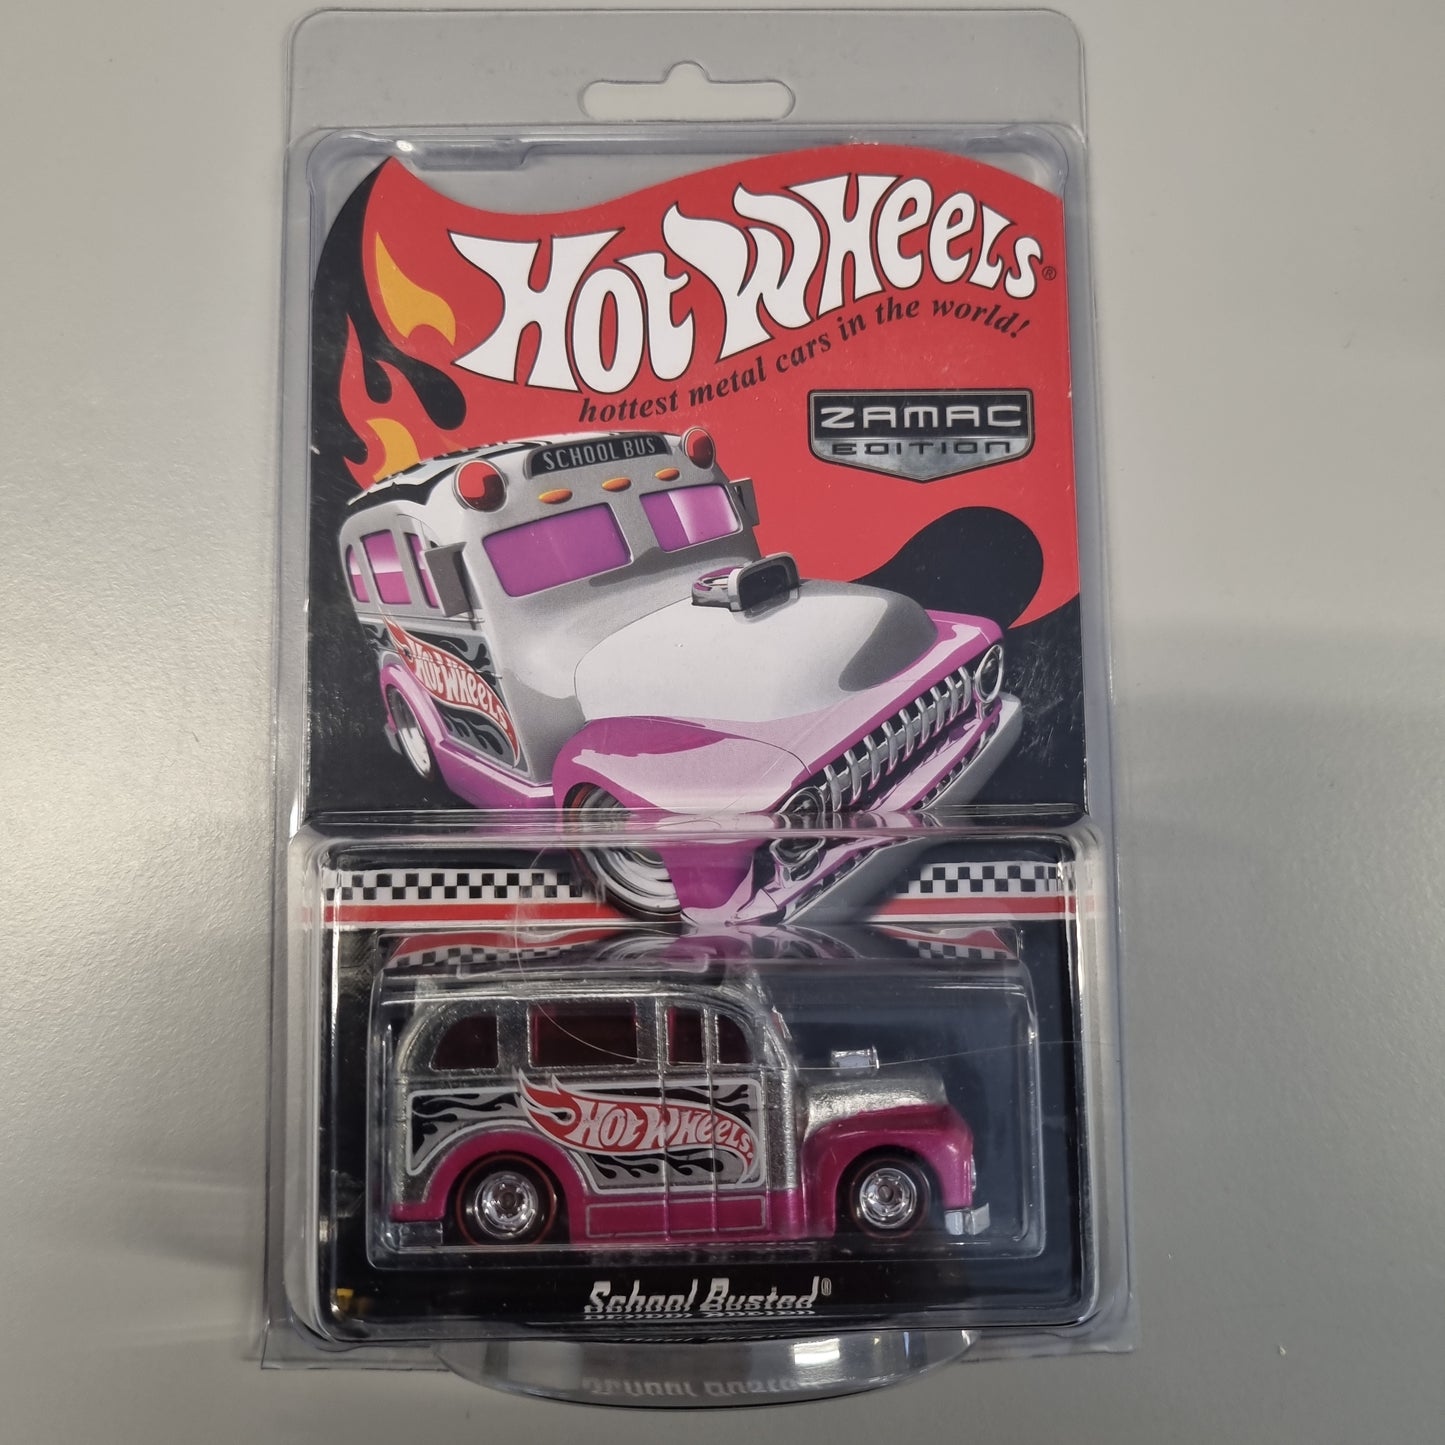 HOT WHEELS®
hottest metal cars in the world!
ZAMAC
EDITION
SCHOOL BUS
HOT WHEELS
HOT WHEELS
School Busted®